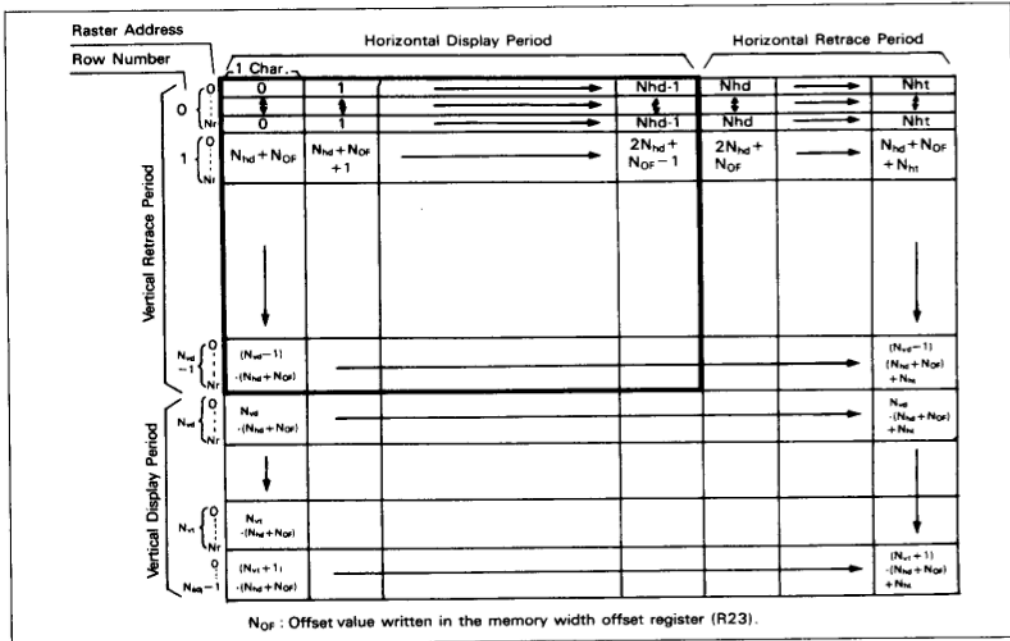 Raster Address
Row Number
Horizontal Display Period
Horizontal Retrace Period
1 Char.
Vertical Retrace Period
Vertical Display Period
0
0
Nr
0 1 Nhd-1 Nhd Nht
0 1 Nhd-1 Nhd Nht
1
0
Nr
Nhd + NOF
Nhd + NOF
+1
2Nhd +
NOF − 1
2Nhd +
NOF
Nhd + NOF
+ Nht
Nvd
−1
0
Nr
(Nvd−1)
·(Nhd+NOF)
(Nvd−1)
(Nhd+NOF)
+Nht
Nvd
0
Nr
Nvd
·(Nhd+NOF)
Nvd
·(Nhd+NOF)
+Nht
Nvt
0
Nr
Nvt
·(Nhd+NOF)
0
Nadj−1
(Nvt+1)
·(Nhd+NOF)
(Nvt+1)
·(Nhd+NOF)
+Nht
NOF : Offset value written in the memory width offset register (R23).